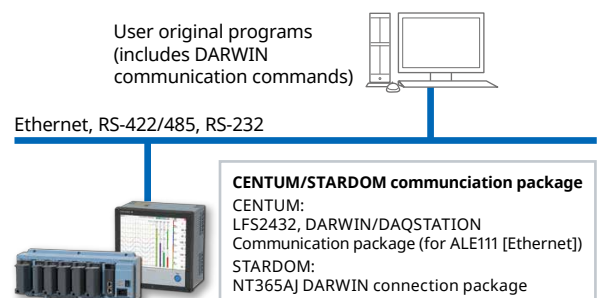 User original programs
(includes DARWIN
communication commands)
Ethernet, RS-422/485, RS-232
CENTUM/STARDOM communciation package
CENTUM:
LFS2432, DARWIN/DAQSTATION
Communication package (for ALE111 [Ethernet])
STARDOM:
NT365AJ DARWIN connection package